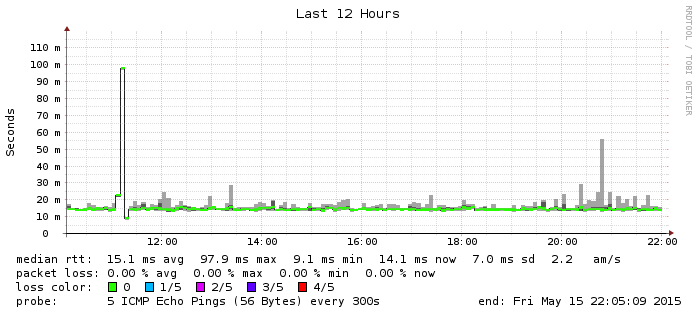 Last 12 Hours
RRDTOOL / TOBI OETIKER
Seconds
110 m
100 m
90 m
80 m
70 m
60 m
50 m
40 m
30 m
20 m
10 m
0
12:00 14:00 16:00 18:00 20:00 22:00
median rtt: 15.1 ms avg 97.9 ms max 9.1 ms min 14.1 ms now 7.0 ms sd 2.2 am/s
packet loss: 0.00 % avg 0.00 % max 0.00 % min 0.00 % now
loss color: 0 1/5 2/5 3/5 4/5
probe: 5 ICMP Echo Pings (56 Bytes) every 300s end: Fri May 15 22:05:09 2015